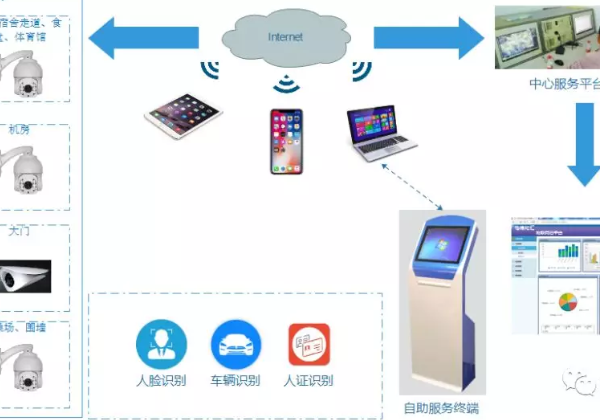 宿舍走道、食
堂、体育馆
机房
大门
操场、围墙
Internet
中心服务平台
人脸识别
车辆识别
人证识别
自助服务终端